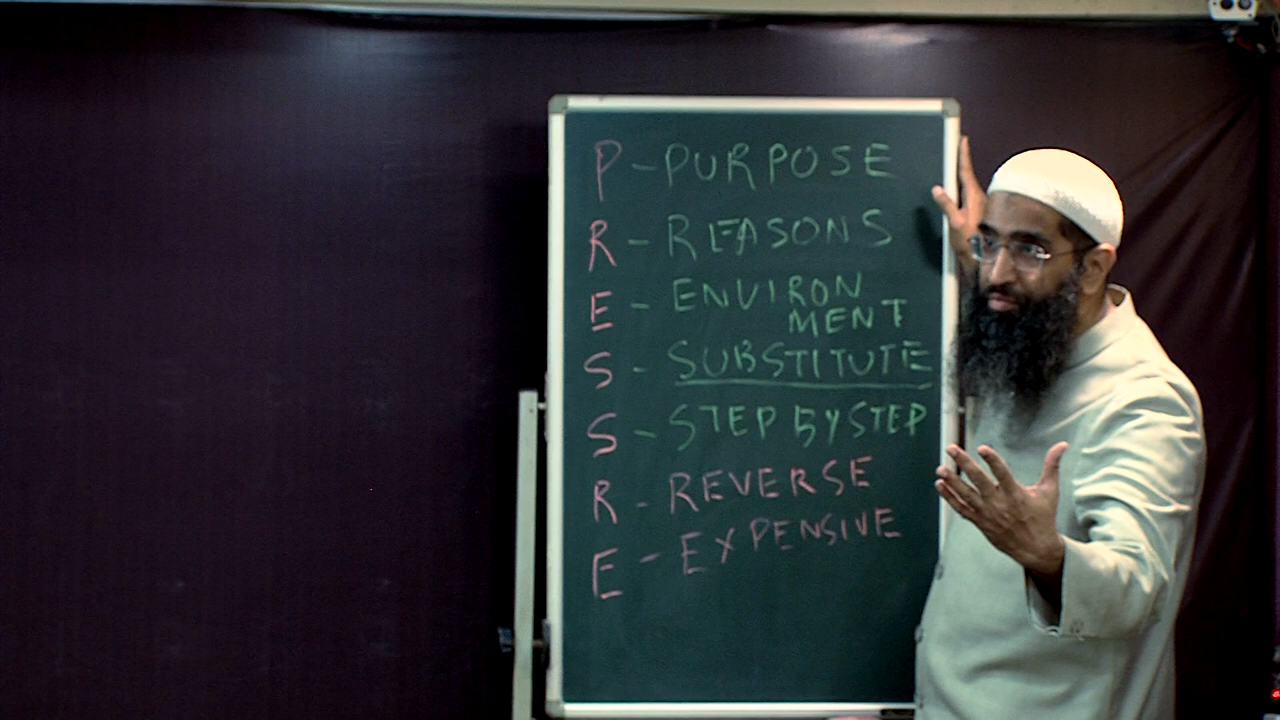 P - PURPOSE
R - REASONS
E - ENVIRON
MENT
S - SUBSTITUTE
S - STEP BY STEP
R - REVERSE
E - EXPENSIVE